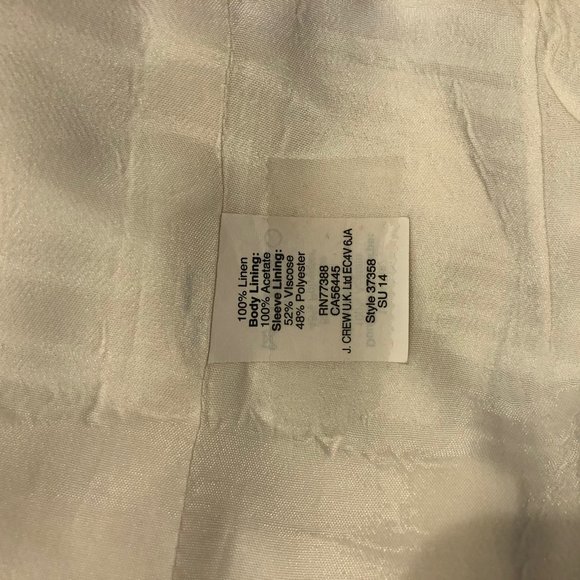 100% Linen
Body Lining:
100% Acetate
Sleeve Lining:
52% VIscose
48% Polyester
RN77388
CA56445
J. CREW U.K. Ltd EC4V 6JA
Style 37358
SU 14